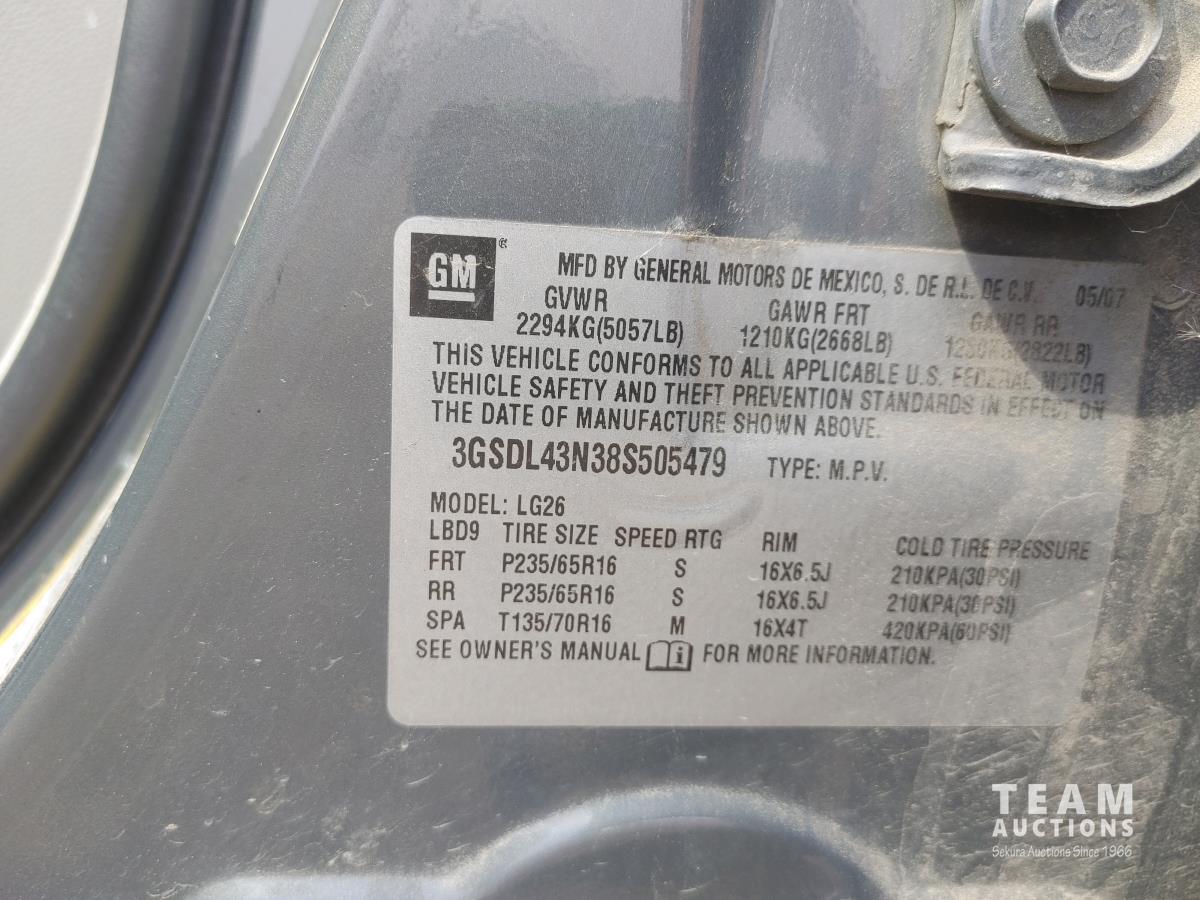 GM®
MFD BY GENERAL MOTORS DE MEXICO, S. DE R.L. DE C.V. 05/07
GVWR GAWR FRT GAWR RR
2294KG(5057LB) 1210KG(2668LB) 1280KG(2822LB)
THIS VEHICLE CONFORMS TO ALL APPLICABLE U.S. FEDERAL MOTOR
VEHICLE SAFETY AND THEFT PREVENTION STANDARDS IN EFFECT ON
THE DATE OF MANUFACTURE SHOWN ABOVE.
3GSDL43N38S505479 TYPE: M.P.V.
MODEL: LG26
LBD9 TIRE SIZE SPEED RTG RIM COLD TIRE PRESSURE
FRT P235/65R16 S 16X6.5J 210KPA(30PSI)
RR P235/65R16 S 16X6.5J 210KPA(30PSI)
SPA T135/70R16 M 16X4T 420KPA(60PSI)
SEE OWNER'S MANUAL i FOR MORE INFORMATION.
TEAM
AUCTIONS
Sekura Auctions Since 1966